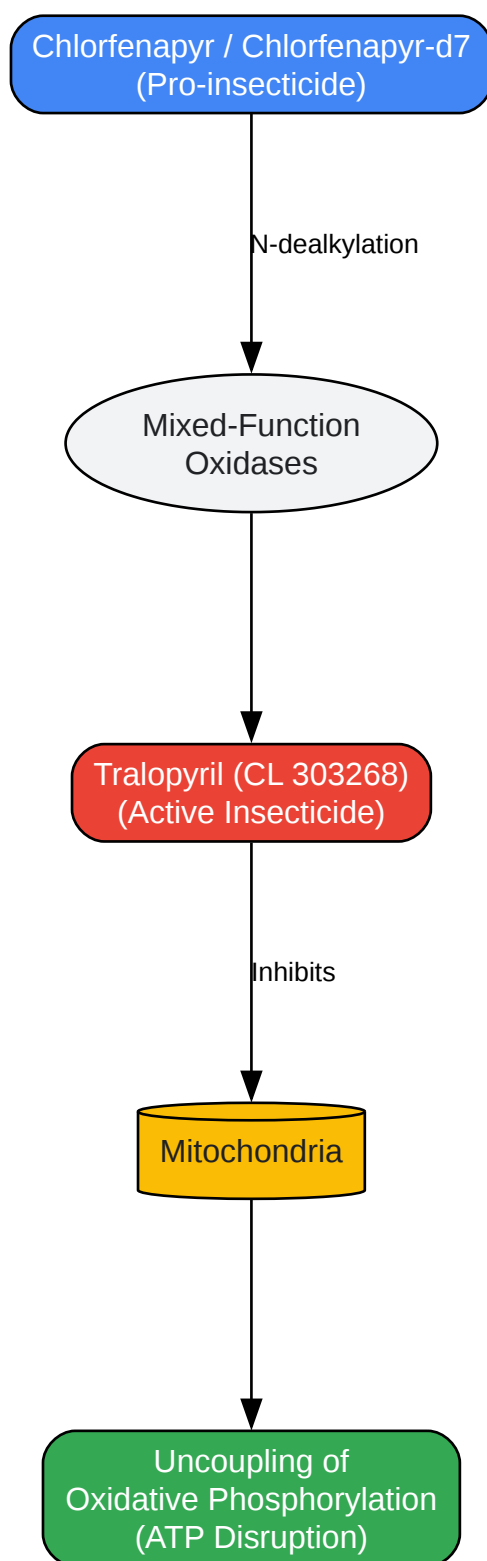 Chlorfenapyr / Chlorfenapyr-d7
(Pro-insecticide)
N-dealkylation
Mixed-Function
Oxidases
Tralopyril (CL 303268)
(Active Insecticide)
Inhibits
Mitochondria
Uncoupling of
Oxidative Phosphorylation
(ATP Disruption)